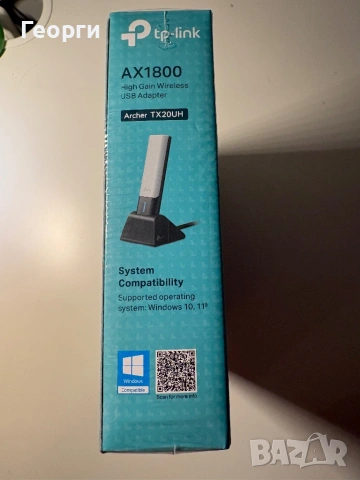 Георги
tp-link
AX1800
High Gain Wireless
USB Adapter
Archer TX20UH
System
Compatibility
Supported operating
system: Windows 10, 11
Windows
Compatible
Scan for more info
BAZAR